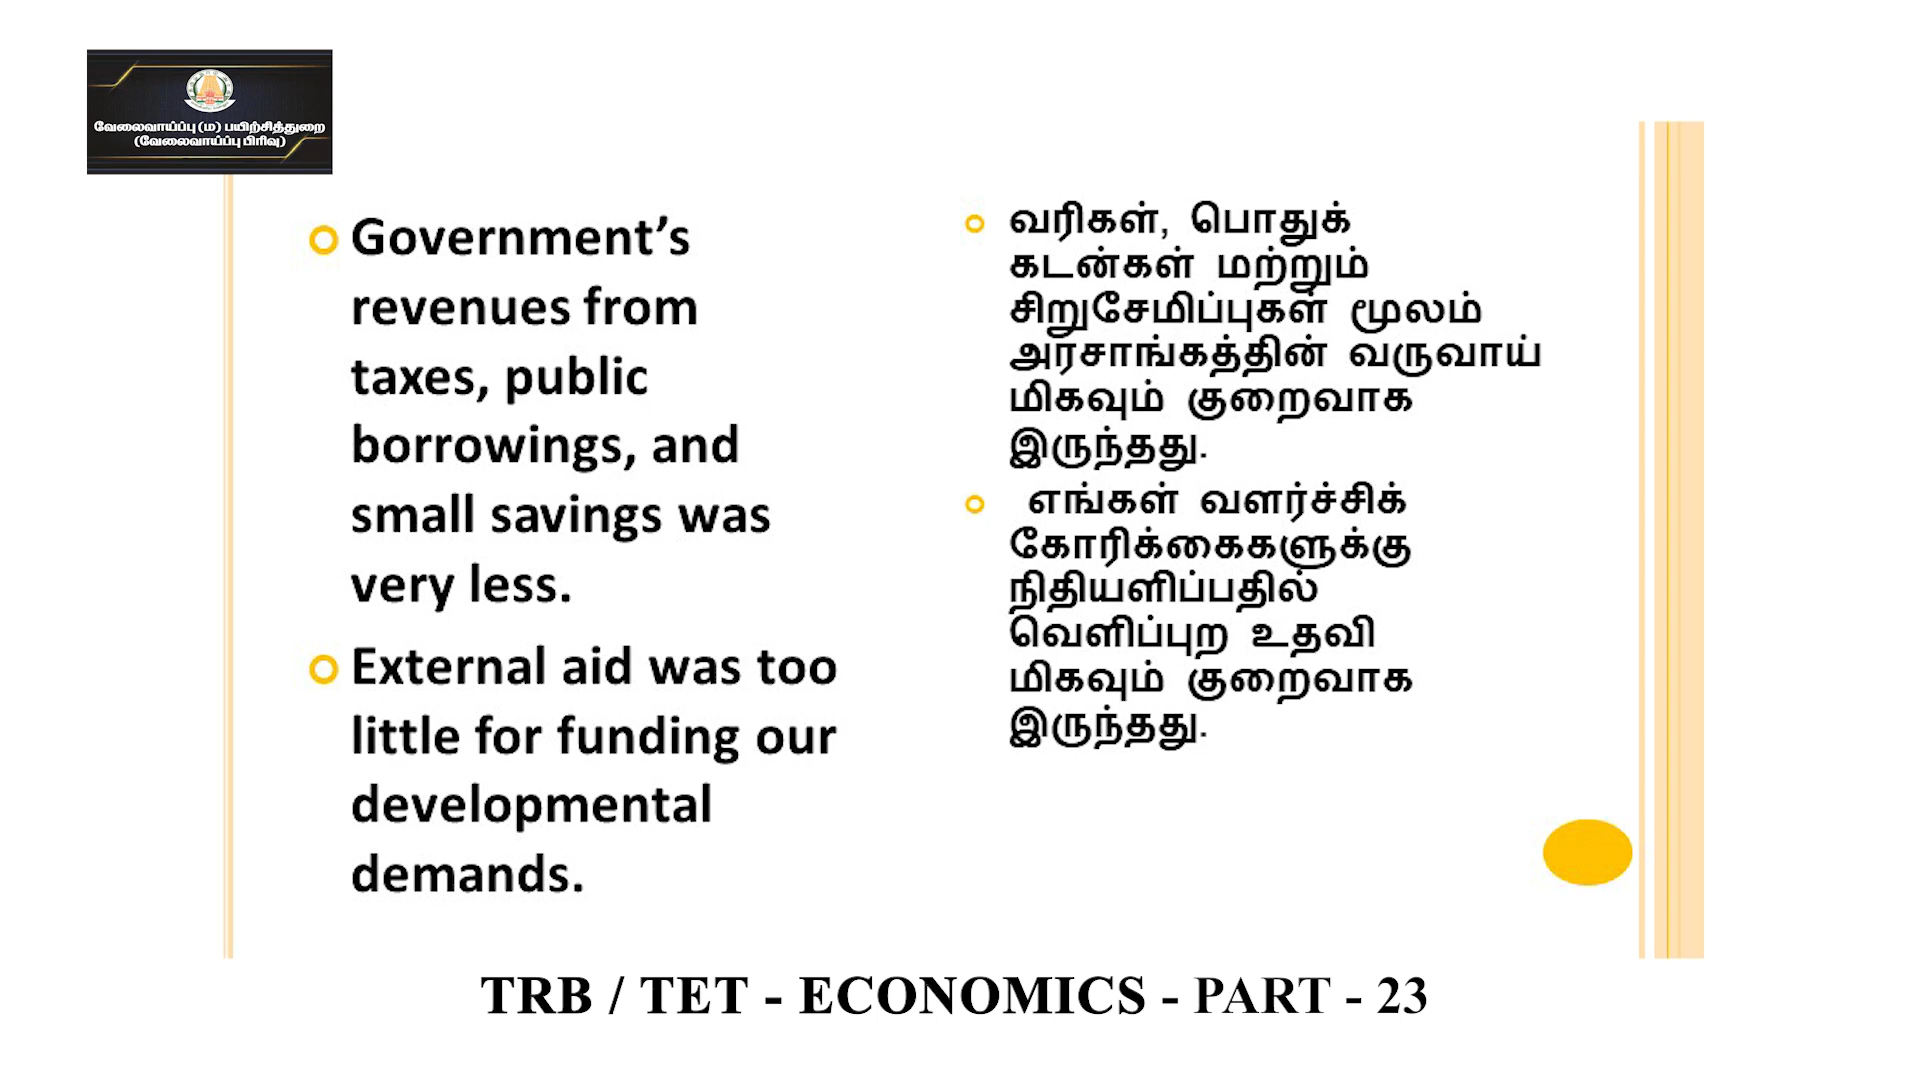 வேலைவாய்ப்பு (ம) பயிற்சித்துறை
(வேலைவாய்ப்பு பிரிவு)
Government's
revenues from
taxes, public
borrowings, and
small savings was
very less.
External aid was too
little for funding our
developmental
demands.
வரிகள், பொதுக்
கடன்கள் மற்றும்
சிறுசேமிப்புகள் மூலம்
அரசாங்கத்தின் வருவாய்
மிகவும் குறைவாக
இருந்தது.
எங்கள் வளர்ச்சிக்
கோரிக்கைகளுக்கு
நிதியளிப்பதில்
வெளிப்புற உதவி
மிகவும் குறைவாக
இருந்தது.
TRB / TET - ECONOMICS - PART - 23